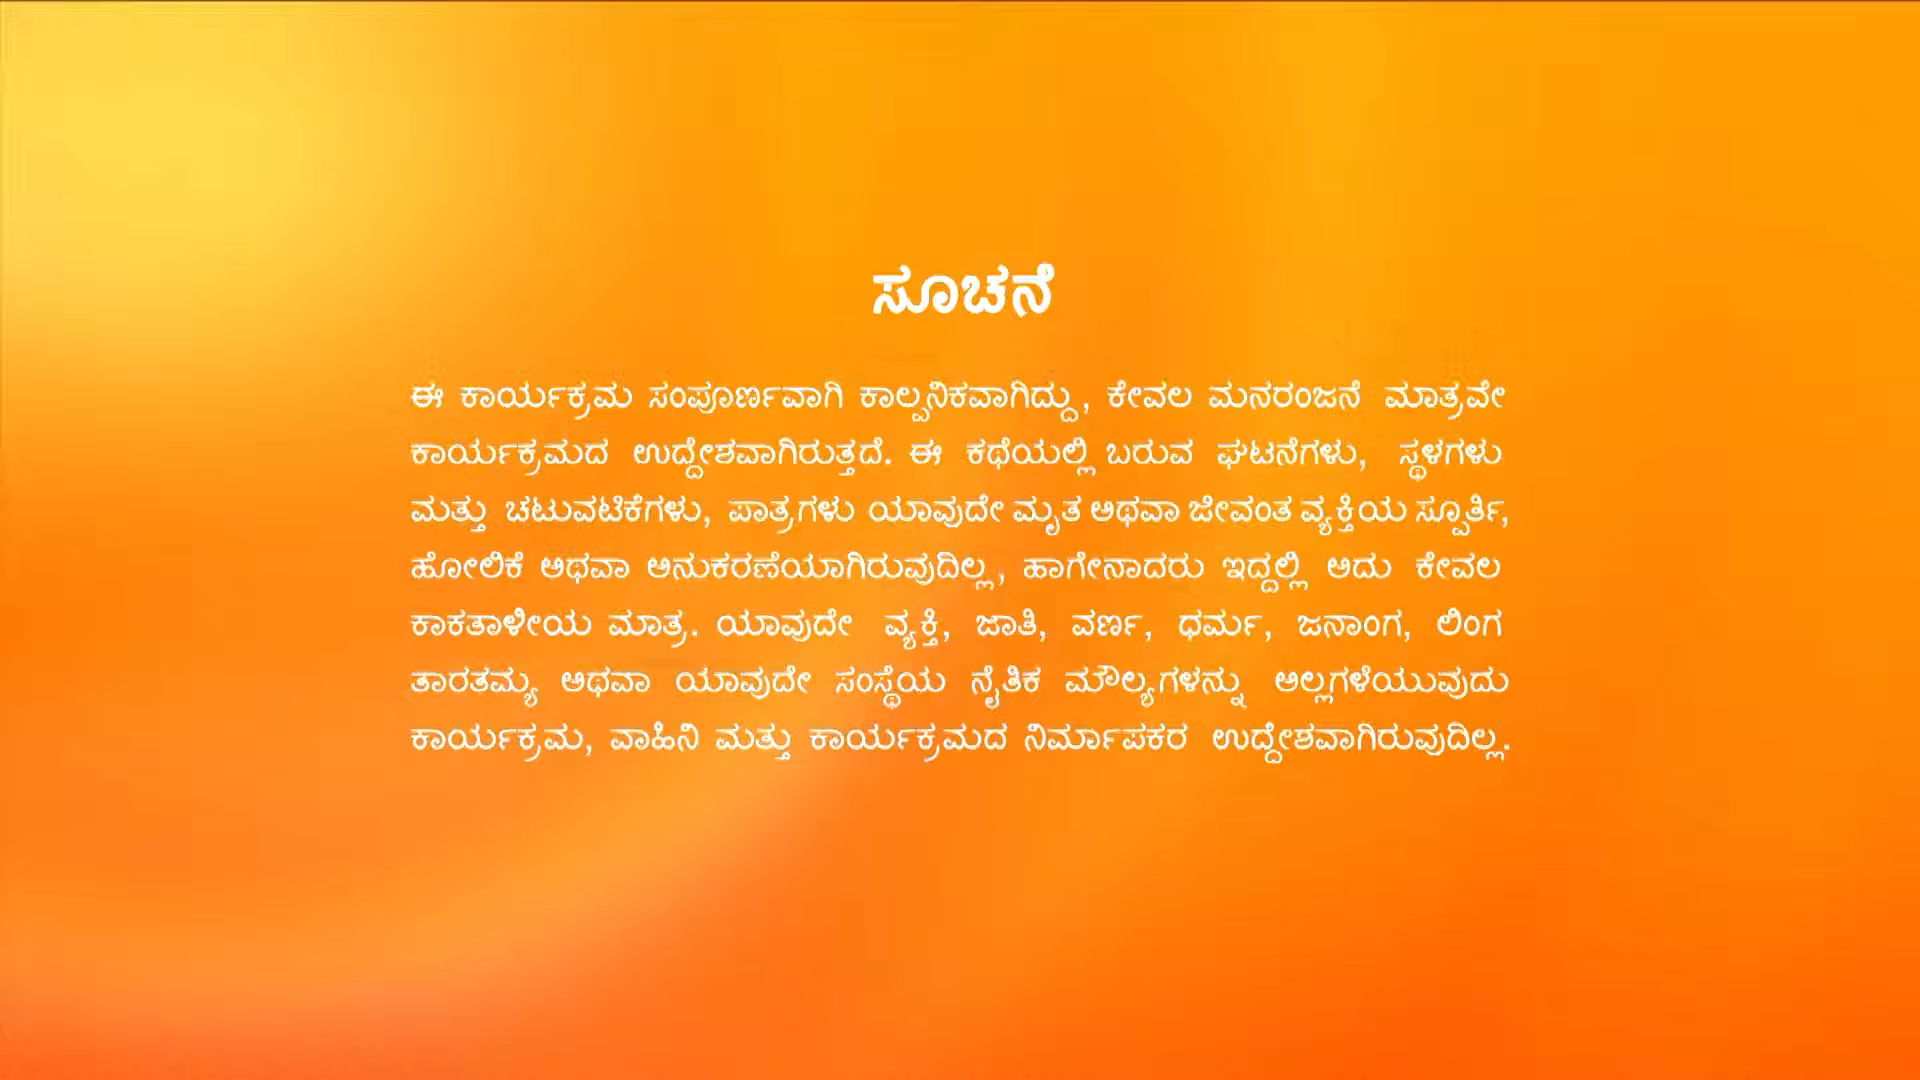 ಸೂಚನೆ
ಈ ಕಾರ್ಯಕ್ರಮ ಸಂಪೂರ್ಣವಾಗಿ ಕಾಲ್ಪನಿಕವಾಗಿದ್ದು, ಕೇವಲ ಮನರಂಜನೆ ಮಾತ್ರವೇ
ಕಾರ್ಯಕ್ರಮದ ಉದ್ದೇಶವಾಗಿರುತ್ತದೆ. ಈ ಕಥೆಯಲ್ಲಿ ಬರುವ ಘಟನೆಗಳು, ಸ್ಥಳಗಳು
ಮತ್ತು ಚಟುವಟಿಕೆಗಳು, ಪಾತ್ರಗಳು ಯಾವುದೇ ಮೃತ ಅಥವಾ ಜೀವಂತ ವ್ಯಕ್ತಿಯ ಸ್ಪೂರ್ತಿ,
ಹೋಲಿಕೆ ಅಥವಾ ಅನುಕರಣೆಯಾಗಿರುವುದಿಲ್ಲ, ಹಾಗೇನಾದರು ಇದ್ದಲ್ಲಿ ಅದು ಕೇವಲ
ಕಾಕತಾಳೀಯ ಮಾತ್ರ. ಯಾವುದೇ ವ್ಯಕ್ತಿ, ಜಾತಿ, ವರ್ಣ, ಧರ್ಮ, ಜನಾಂಗ, ಲಿಂಗ
ತಾರತಮ್ಯ ಅಥವಾ ಯಾವುದೇ ಸಂಸ್ಥೆಯ ನೈತಿಕ ಮೌಲ್ಯಗಳನ್ನು ಅಲ್ಲಗಳೆಯುವುದು
ಕಾರ್ಯಕ್ರಮ, ವಾಹಿನಿ ಮತ್ತು ಕಾರ್ಯಕ್ರಮದ ನಿರ್ಮಾಪಕರ ಉದ್ದೇಶವಾಗಿರುವುದಿಲ್ಲ.